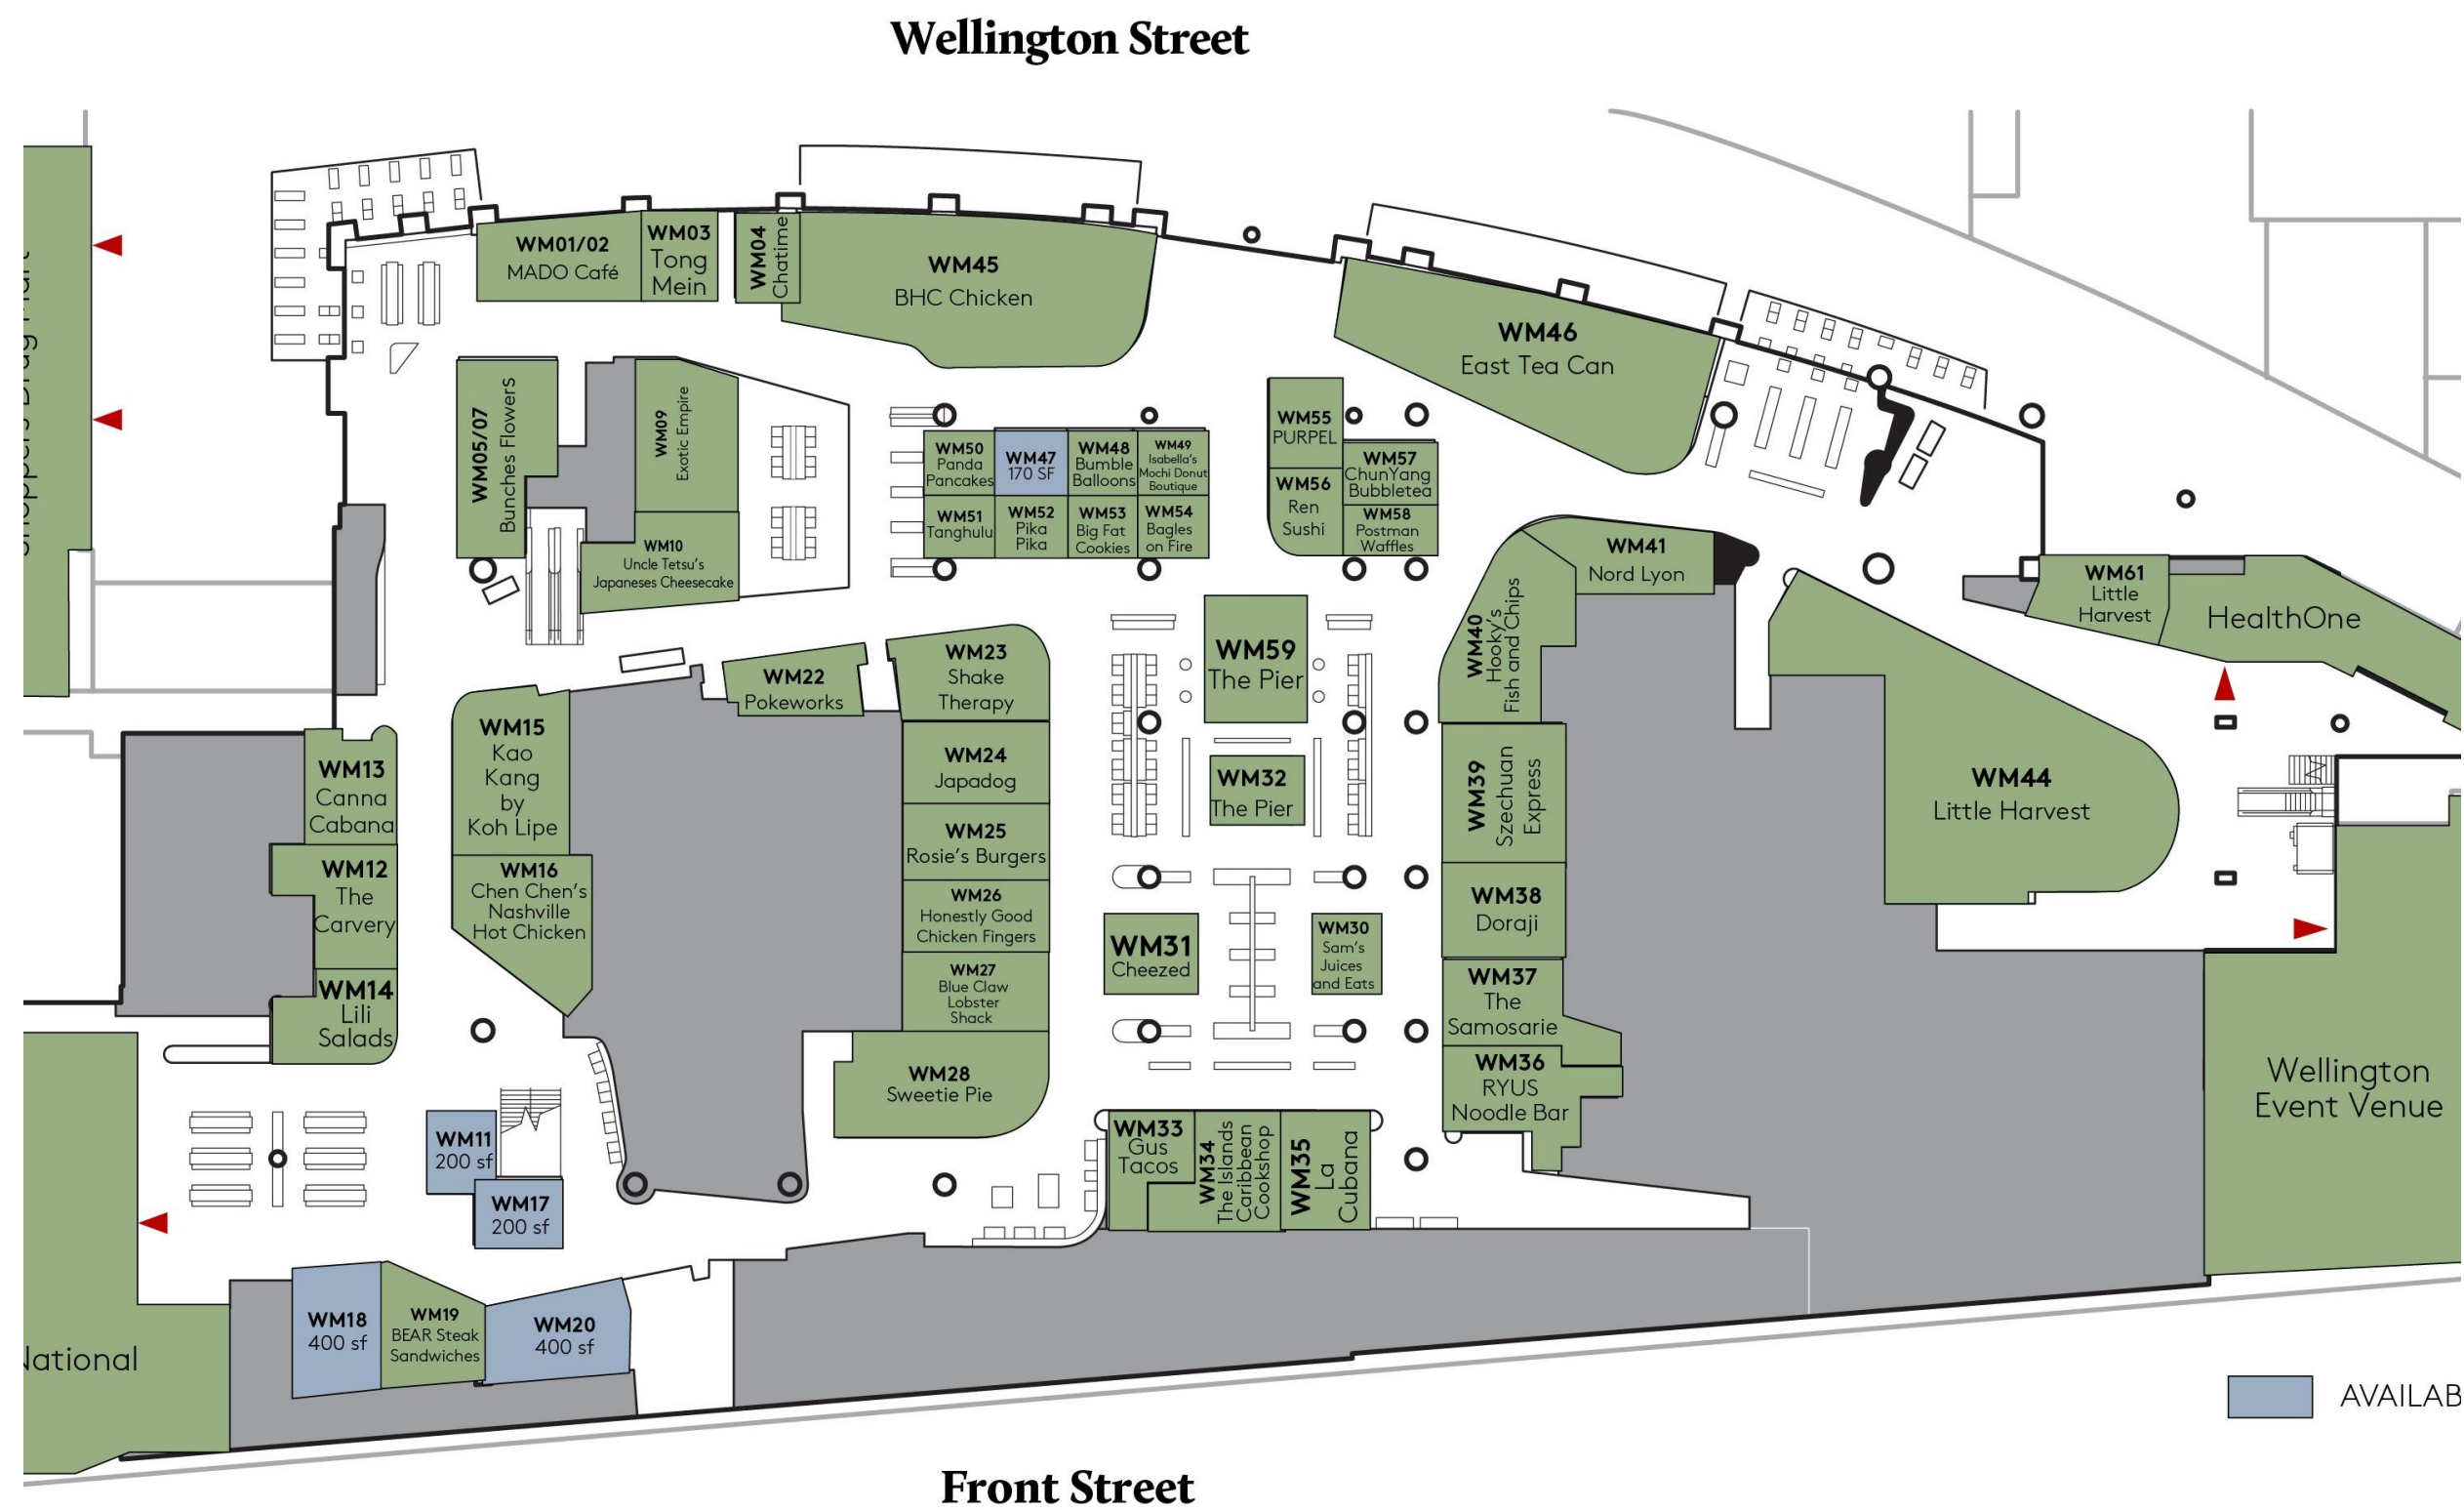 Wellington Street
WM01/02
MADO Café
WM03
Tong
Mein
WM04
Chatime
WM45
BHC Chicken
WM46
East Tea Can
WM05/07
Bunches Flowers
WM09
Exotic Empire
WM10
Uncle Tetsu's
Japaneses Cheesecake
WM50
Panda
Pancakes
WM47
170 SF
WM48
Bumble
Balloons
WM49
Isabella's
Mochi Donut
Boutique
WM51
Tanghulu
WM52
Pika
Pika
WM53
Big Fat
Cookies
WM54
Bagles
on Fire
WM55
PURPEL
WM56
Ren
Sushi
WM57
ChunYang
Bubbletea
WM58
Postman
Waffles
WM41
Nord Lyon
WM40
Hooky's
Fish and Chips
WM61
Little
Harvest
HealthOne
WM22
Pokeworks
WM23
Shake
Therapy
WM59
The Pier
WM15
Kao
Kang
by
Koh Lipe
WM24
Japadog
WM32
The Pier
WM39
Szechuan
Express
WM44
Little Harvest
WM13
Canna
Cabana
WM25
Rosie's Burgers
WM12
The
Carvery
WM16
Chen Chen's
Nashville
Hot Chicken
WM26
Honestly Good
Chicken Fingers
WM31
Cheezed
WM30
Sam's
Juices
and Eats
WM38
Doraji
WM14
Lili
Salads
WM27
Blue Claw
Lobster
Shack
WM37
The
Samosarie
WM28
Sweetie Pie
WM36
RYUS
Noodle Bar
Wellington
Event Venue
WM11
200 sf
WM17
200 sf
WM33
Gus
Tacos
WM34
The Islands
Caribbean
Cookshop
WM35
La
Cubana
WM18
400 sf
WM19
BEAR Steak
Sandwiches
WM20
400 sf
National
AVAILAB
Front Street